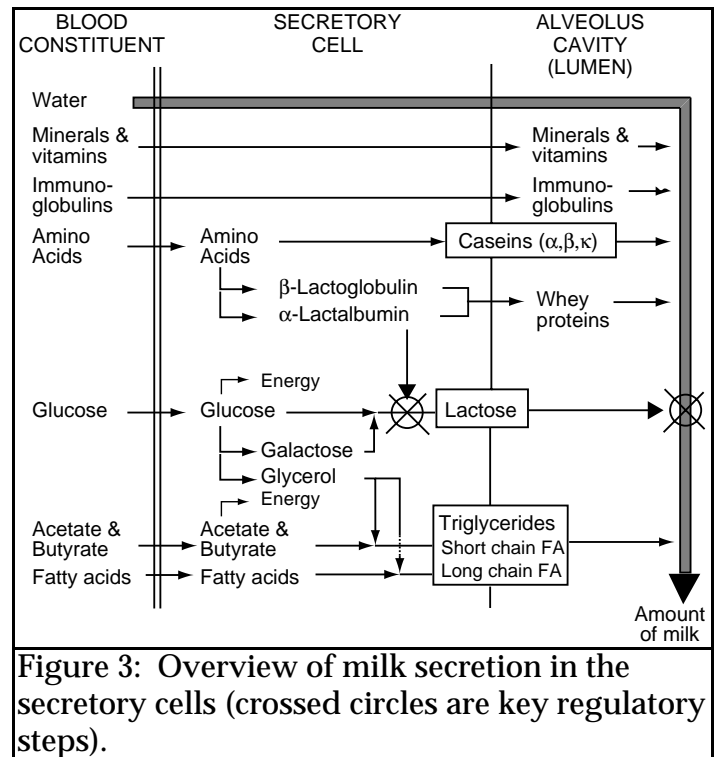 BLOOD CONSTITUENT
SECRETORY CELL
ALVEOLUS CAVITY (LUMEN)
Water
Minerals & vitamins
Minerals & vitamins
Immuno-globulins
Immuno-globulins
Amino Acids
Amino Acids
Caseins (α,β,κ)
β-Lactoglobulin
α-Lactalbumin
Whey proteins
Energy
Glucose
Glucose
Lactose
Galactose
Glycerol
Energy
Acetate & Butyrate
Acetate & Butyrate
Triglycerides
Short chain FA
Fatty acids
Fatty acids
Long chain FA
Amount of milk
Figure 3: Overview of milk secretion in the
secretory cells (crossed circles are key regulatory
steps).